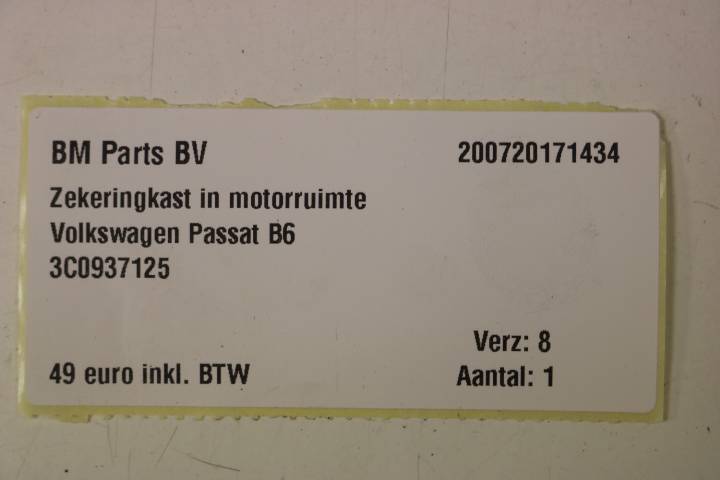 BM Parts BV 200720171434
Zekeringkast in motorruimte
Volkswagen Passat B6
3C0937125
Verz: 8
49 euro inkl. BTW Aantal: 1